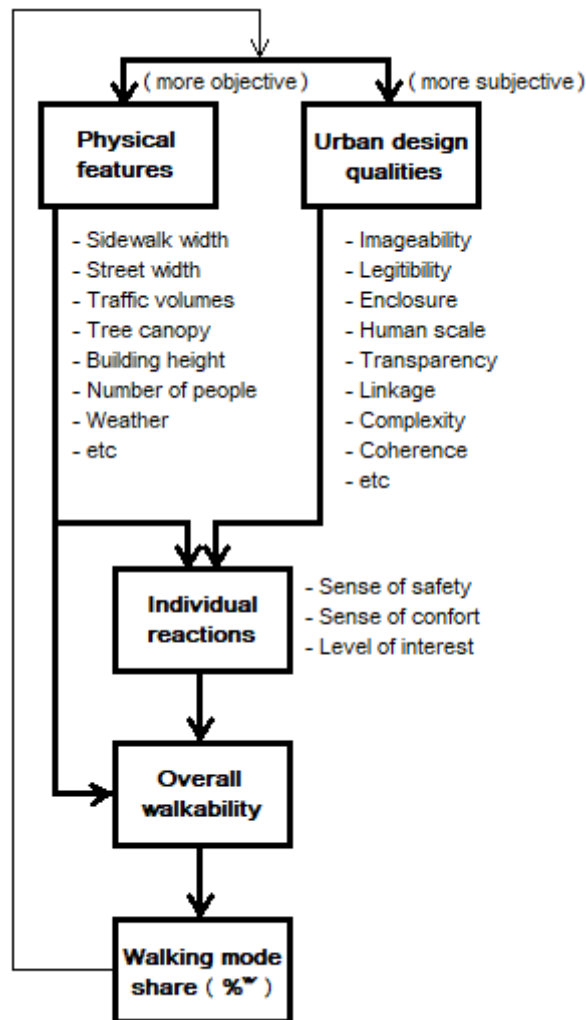 ( more objective )
( more subjective )
Physical
features
Urban design
qualities
- Sidewalk width
- Street width
- Traffic volumes
- Tree canopy
- Building height
- Number of people
- Weather
- etc
- Imageability
- Legitibility
- Enclosure
- Human scale
- Transparency
- Linkage
- Complexity
- Coherence
- etc
Individual
reactions
- Sense of safety
- Sense of confort
- Level of interest
Overall
walkability
Walking mode
share ( %ʷ )